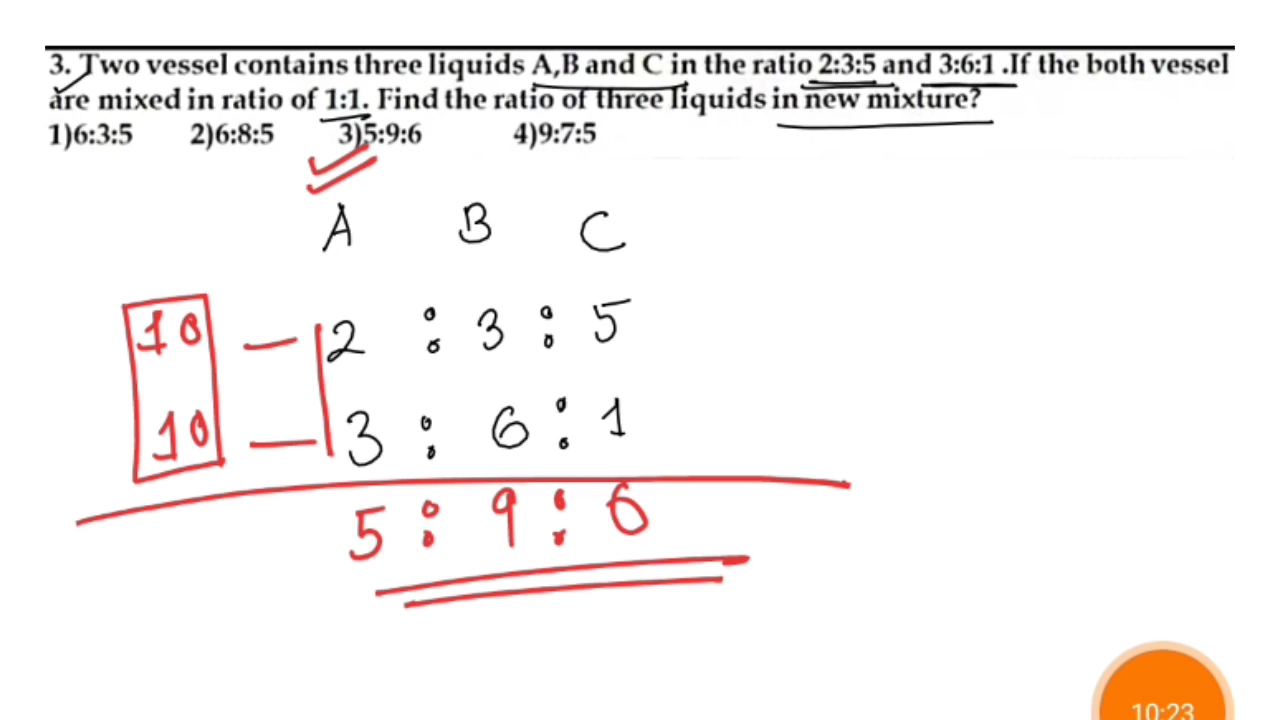 3. Two vessel contains three liquids A,B and C in the ratio 2:3:5 and 3:6:1 .If the both vessel
are mixed in ratio of 1:1. Find the ratio of three liquids in new mixture?
1)6:3:5 2)6:8:5 3)5:9:6 4)9:7:5
A B C
10 — 2 : 3 : 5
10 — 3 : 6 : 1
5 : 9 : 6
10:23